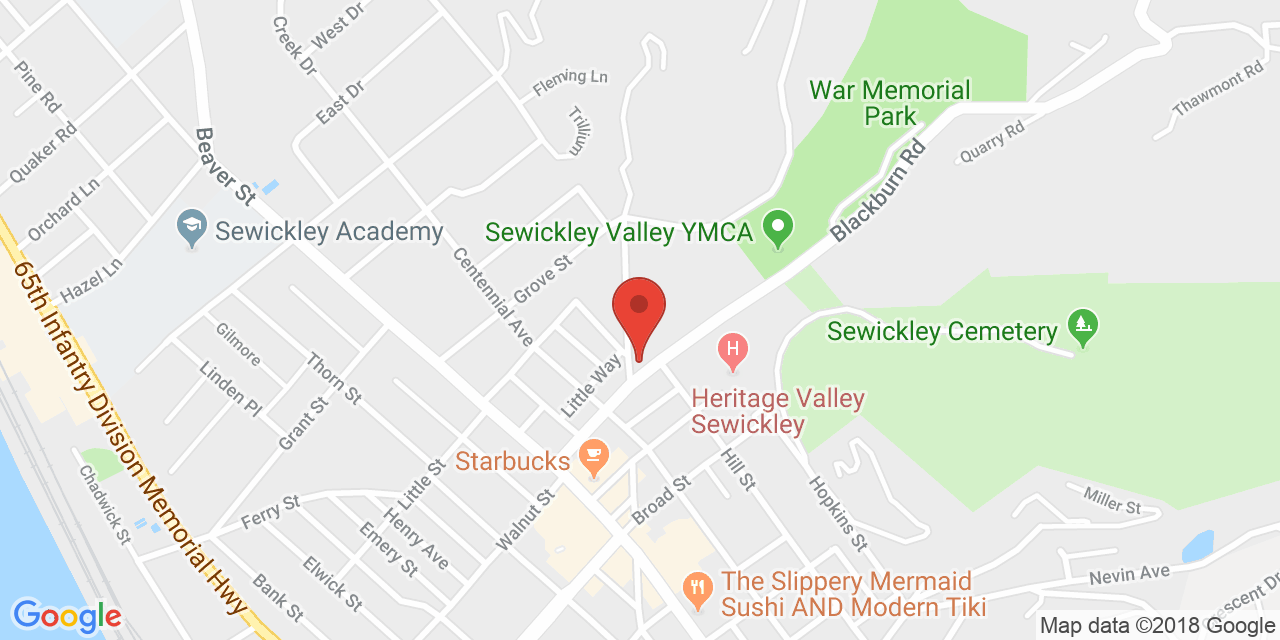 West Dr
Creek Dr
Pine Rd
Fleming Ln
Thawmont Rd
War Memorial
Park
East Dr
Trillium
Quarry Rd
Quaker Rd
Beaver St
Blackburn Rd
Orchard Ln
Sewickley Academy
Sewickley Valley YMCA
Hazel Ln
Grove St
Centennial Ave
65th Infantry Division Memorial Hwy
Sewickley Cemetery
Gilmore
H
Little Way
Thorn St
Linden Pl
Heritage Valley
Sewickley
Grant St
Starbucks
Hill St
Little St
Chadwick St
Broad St
Hopkins St
Miller St
Ferry St
Walnut St
Henry Ave
Emery St
Elwick St
Bank St
Nevin Ave
The Slippery Mermaid
Sushi AND Modern Tiki
Crescent Dr
Google
Map data ©2018 Google